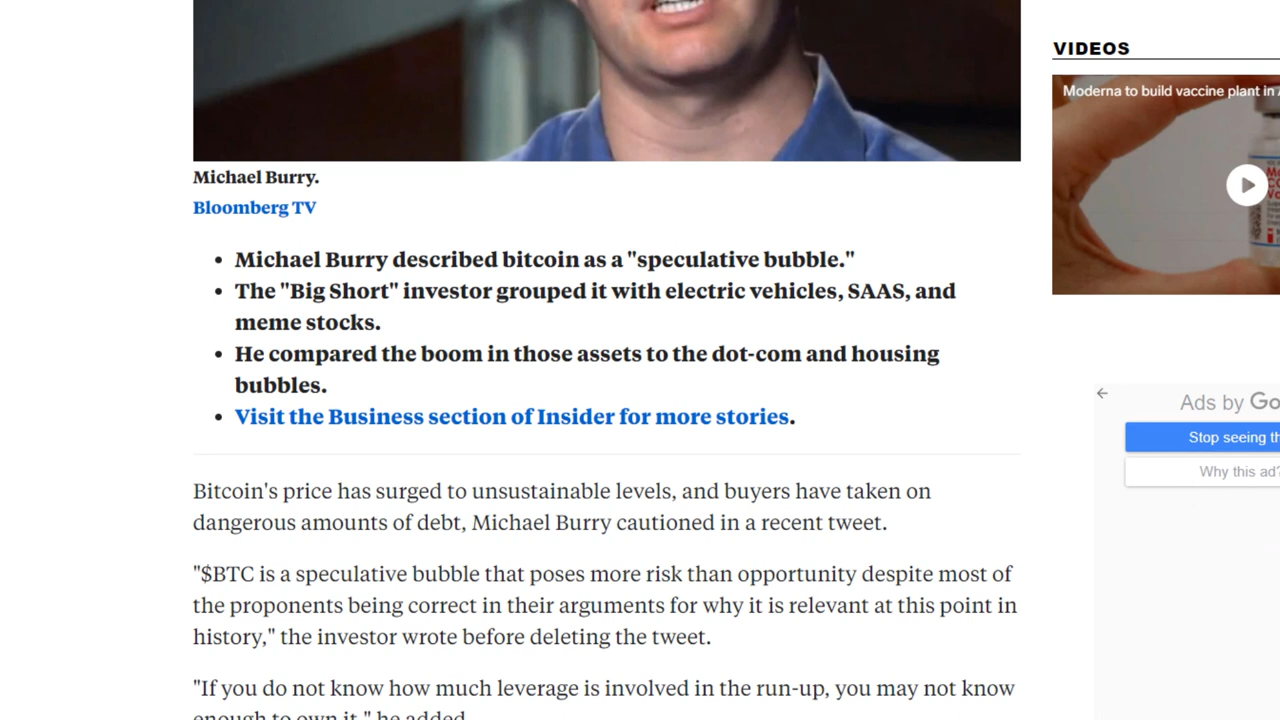 VIDEOS
Moderna to build vaccine plant in
Michael Burry.
Bloomberg TV
• Michael Burry described bitcoin as a "speculative bubble."
• The "Big Short" investor grouped it with electric vehicles, SAAS, and
meme stocks.
• He compared the boom in those assets to the dot-com and housing
bubbles.
• Visit the Business section of Insider for more stories.
Ads by Go
Stop seeing th
Why this ad?
Bitcoin's price has surged to unsustainable levels, and buyers have taken on
dangerous amounts of debt, Michael Burry cautioned in a recent tweet.
"$BTC is a speculative bubble that poses more risk than opportunity despite most of
the proponents being correct in their arguments for why it is relevant at this point in
history," the investor wrote before deleting the tweet.
"If you do not know how much leverage is involved in the run-up, you may not know
enough to own it," he added.